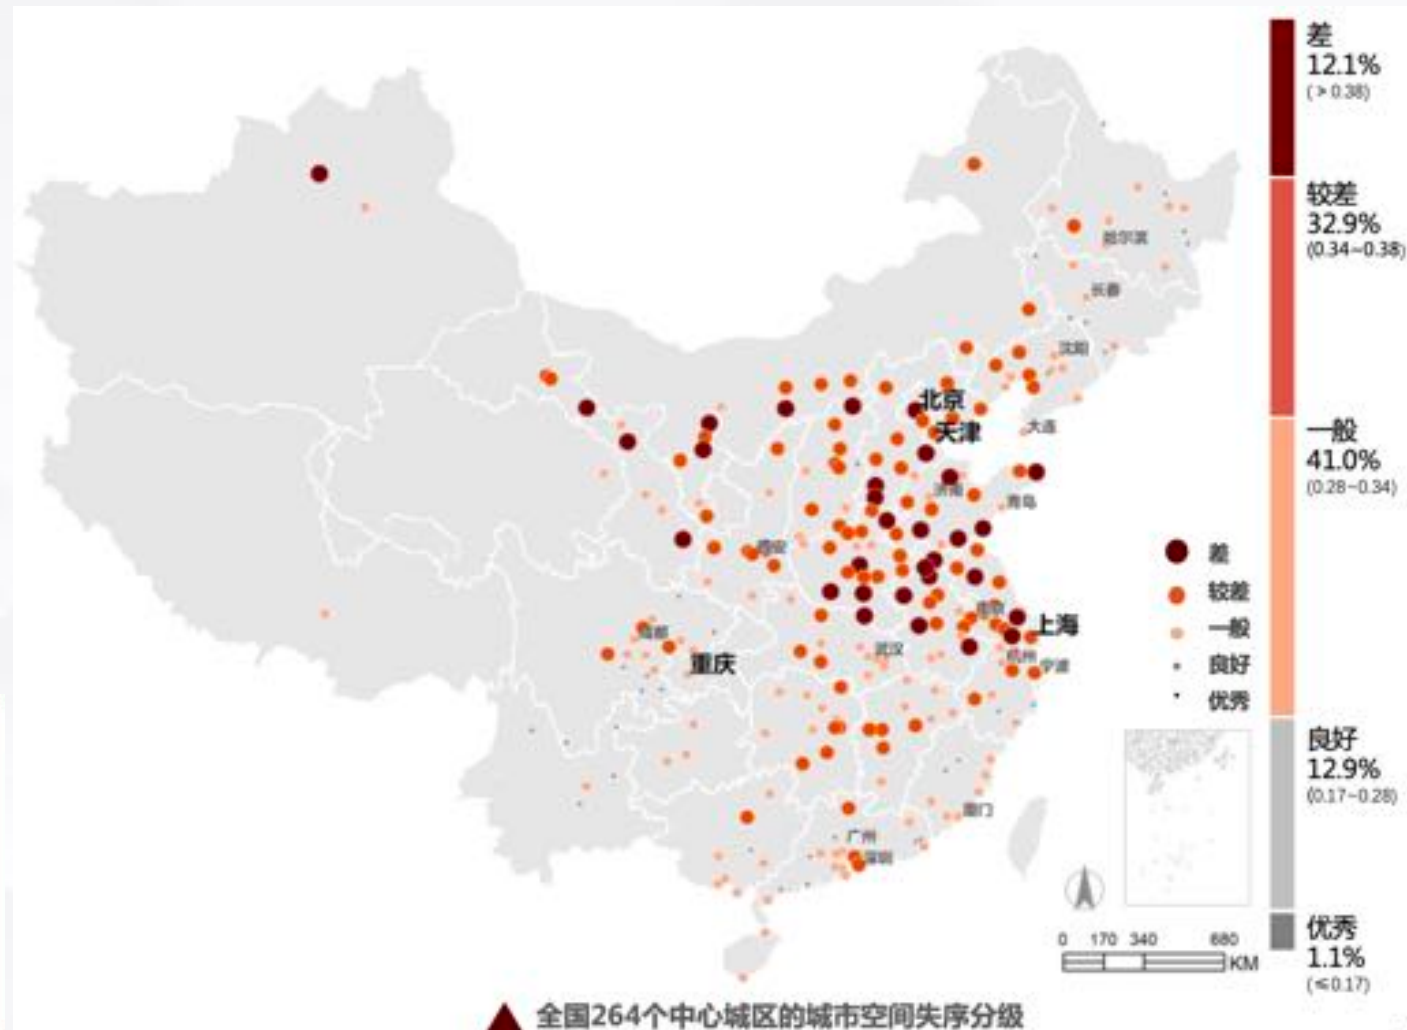 差
12.1%
(>0.38)
较差
32.9%
(0.34~0.38)
一般
41.0%
(0.28~0.34)
良好
12.9%
(0.17~0.28)
优秀
1.1%
(≤0.17)
哈尔滨
长春
沈阳
北京
天津
大连
济南
青岛
西安
南京
上海
成都
重庆
武汉
杭州
宁波
厦门
广州
深圳
差
较差
一般
良好
优秀
0 170 340 680
KM
全国264个中心城区的城市空间失序分级